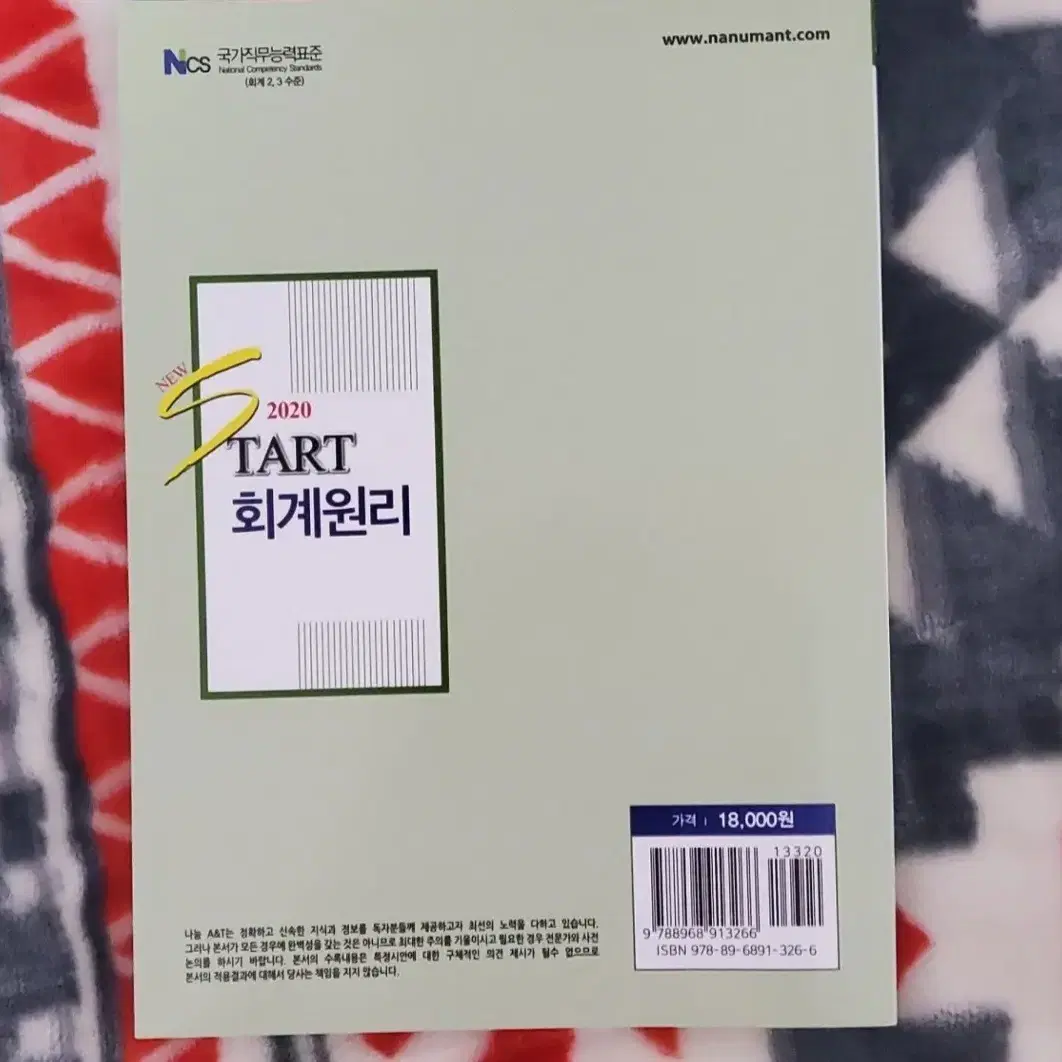 NCS 국가직무능력표준
National Competency Standards
(회계 2, 3 수준)
www.nanumant.com
NEW
2020
START
회계원리
가격 | 18,000원
13320
9 788968 913266
ISBN 978-89-6891-326-6
나눔 A&T는 정확하고 신속한 지식과 정보를 독자분들께 제공하고자 최선의 노력을 다하고 있습니다.
그러나 본서가 모든 경우에 완벽성을 갖는 것은 아니므로 최대한 주의를 기울이시고 필요한 경우 전문가와 사전
논의를 하시기 바랍니다. 본서의 수록내용은 특정사안에 대한 구체적인 의견 제시가 될수 없으므로
본서의 적용결과에 대해서 당사는 책임을 지지 않습니다.